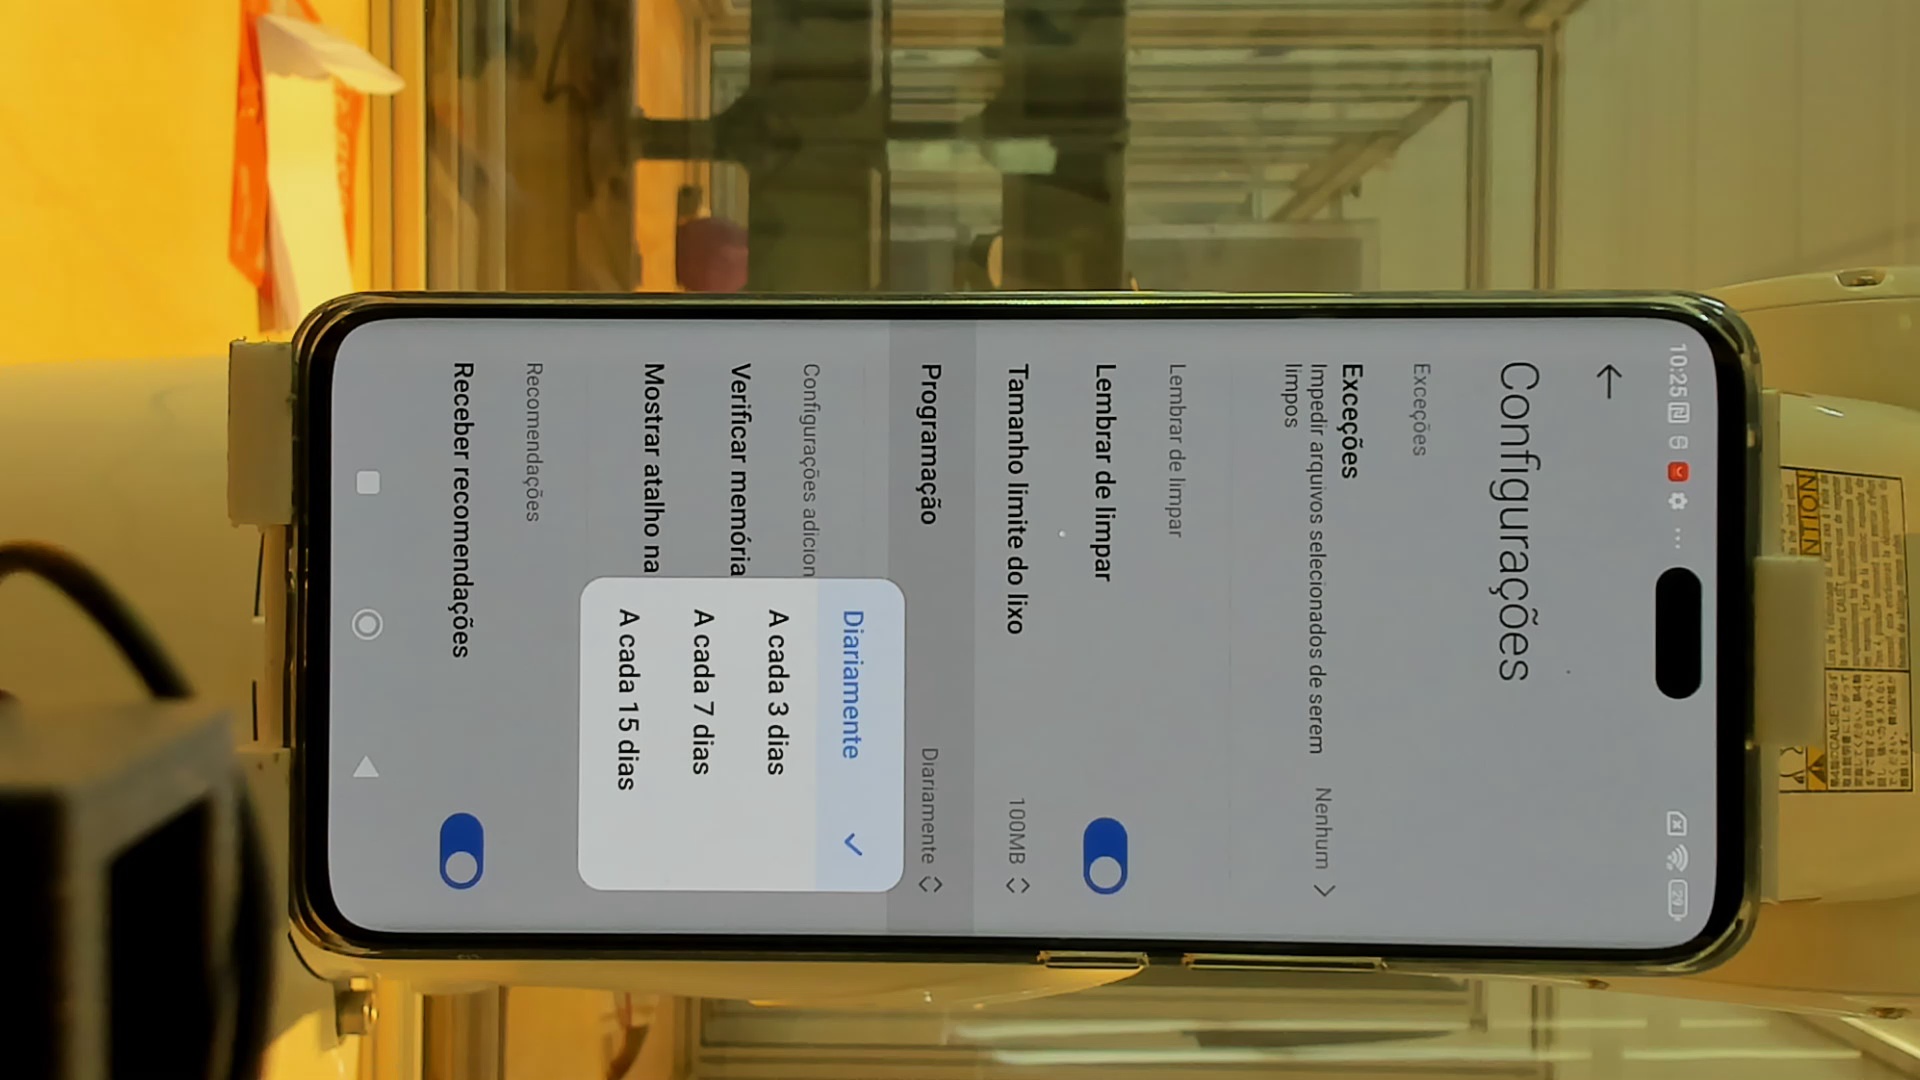 10:25
29
Configurações
Exceções
Exceções
Impedir arquivos selecionados de serem
limpos
Nenhum
Lembrar de limpar
Lembrar de limpar
Tamanho limite do lixo
100MB
Programação
Diariamente
Configurações adicion
Verificar memória
Mostrar atalho na
Diariamente
A cada 3 dias
A cada 7 dias
A cada 15 dias
Recomendações
Receber recomendações